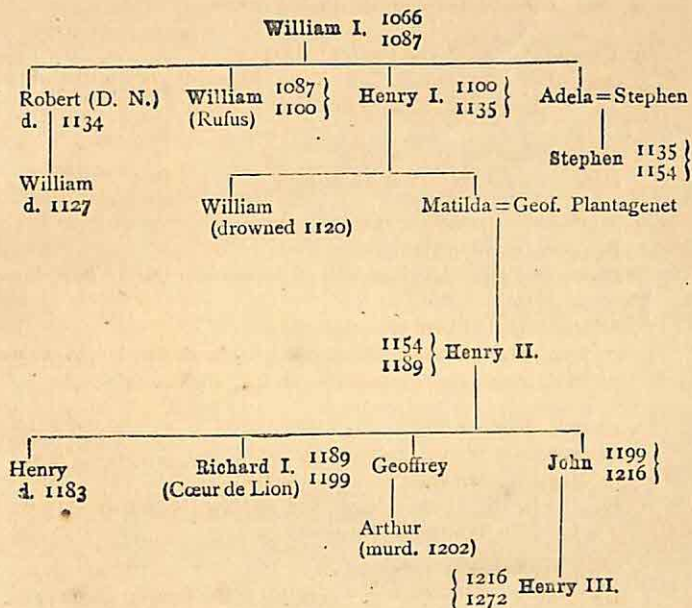 William I. 1066
1087
Robert (D. N.) William 1087 } Henry I. 1100 } Adela = Stephen
d. 1134 (Rufus) 1100 1135
Stephen 1135 {
1154
William William Matilda = Geof. Plantagenet
d. 1127 (drowned 1120)
1154 } Henry II.
1189
Henry Richard I. 1189 Geoffrey John 1199 }
d. 1183 (Cœur de Lion) 1199 1216
Arthur
(murd. 1202)
{ 1216 Henry III.
1272